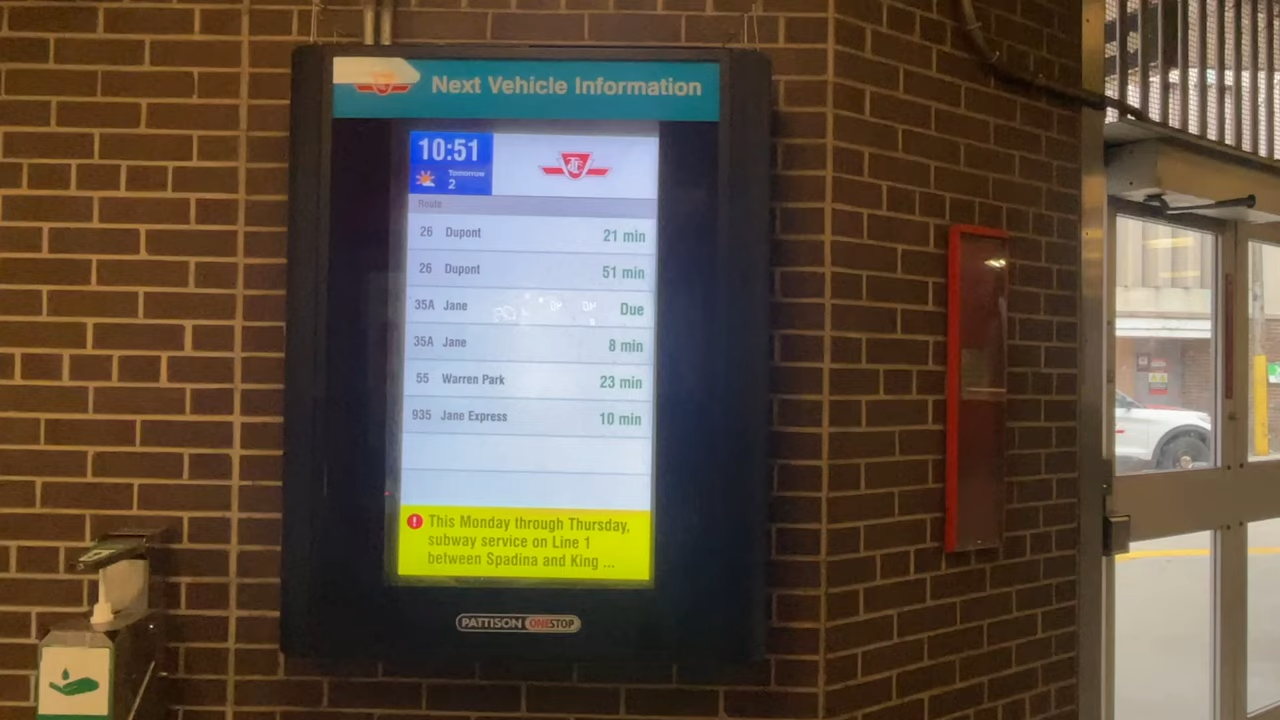 Next Vehicle Information
10:51
Tomorrow
2
TTC
Route
26 Dupont 21 min
26 Dupont 51 min
35A Jane Due
35A Jane 8 min
55 Warren Park 23 min
935 Jane Express 10 min
! This Monday through Thursday,
subway service on Line 1
between Spadina and King ...
PATTISON ONESTOP